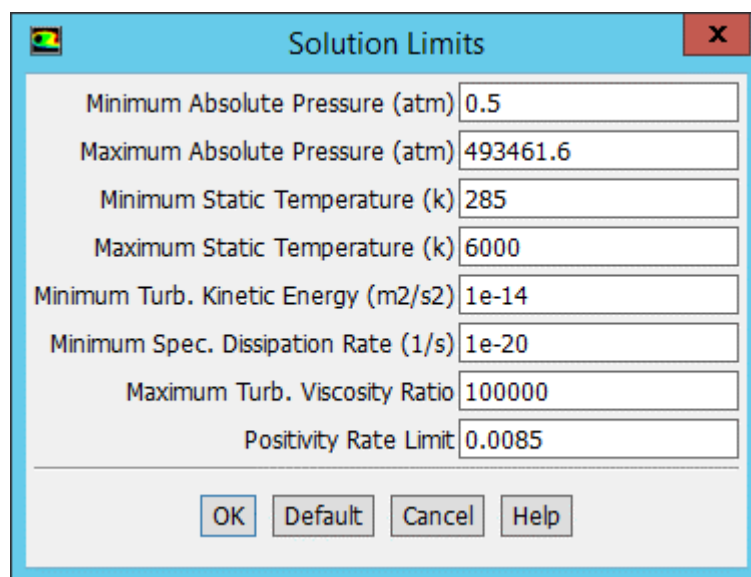 Solution Limits
x
Minimum Absolute Pressure (atm) 0.5
Maximum Absolute Pressure (atm) 493461.6
Minimum Static Temperature (k) 285
Maximum Static Temperature (k) 6000
Minimum Turb. Kinetic Energy (m2/s2) 1e-14
Minimum Spec. Dissipation Rate (1/s) 1e-20
Maximum Turb. Viscosity Ratio 100000
Positivity Rate Limit 0.0085
OK Default Cancel Help